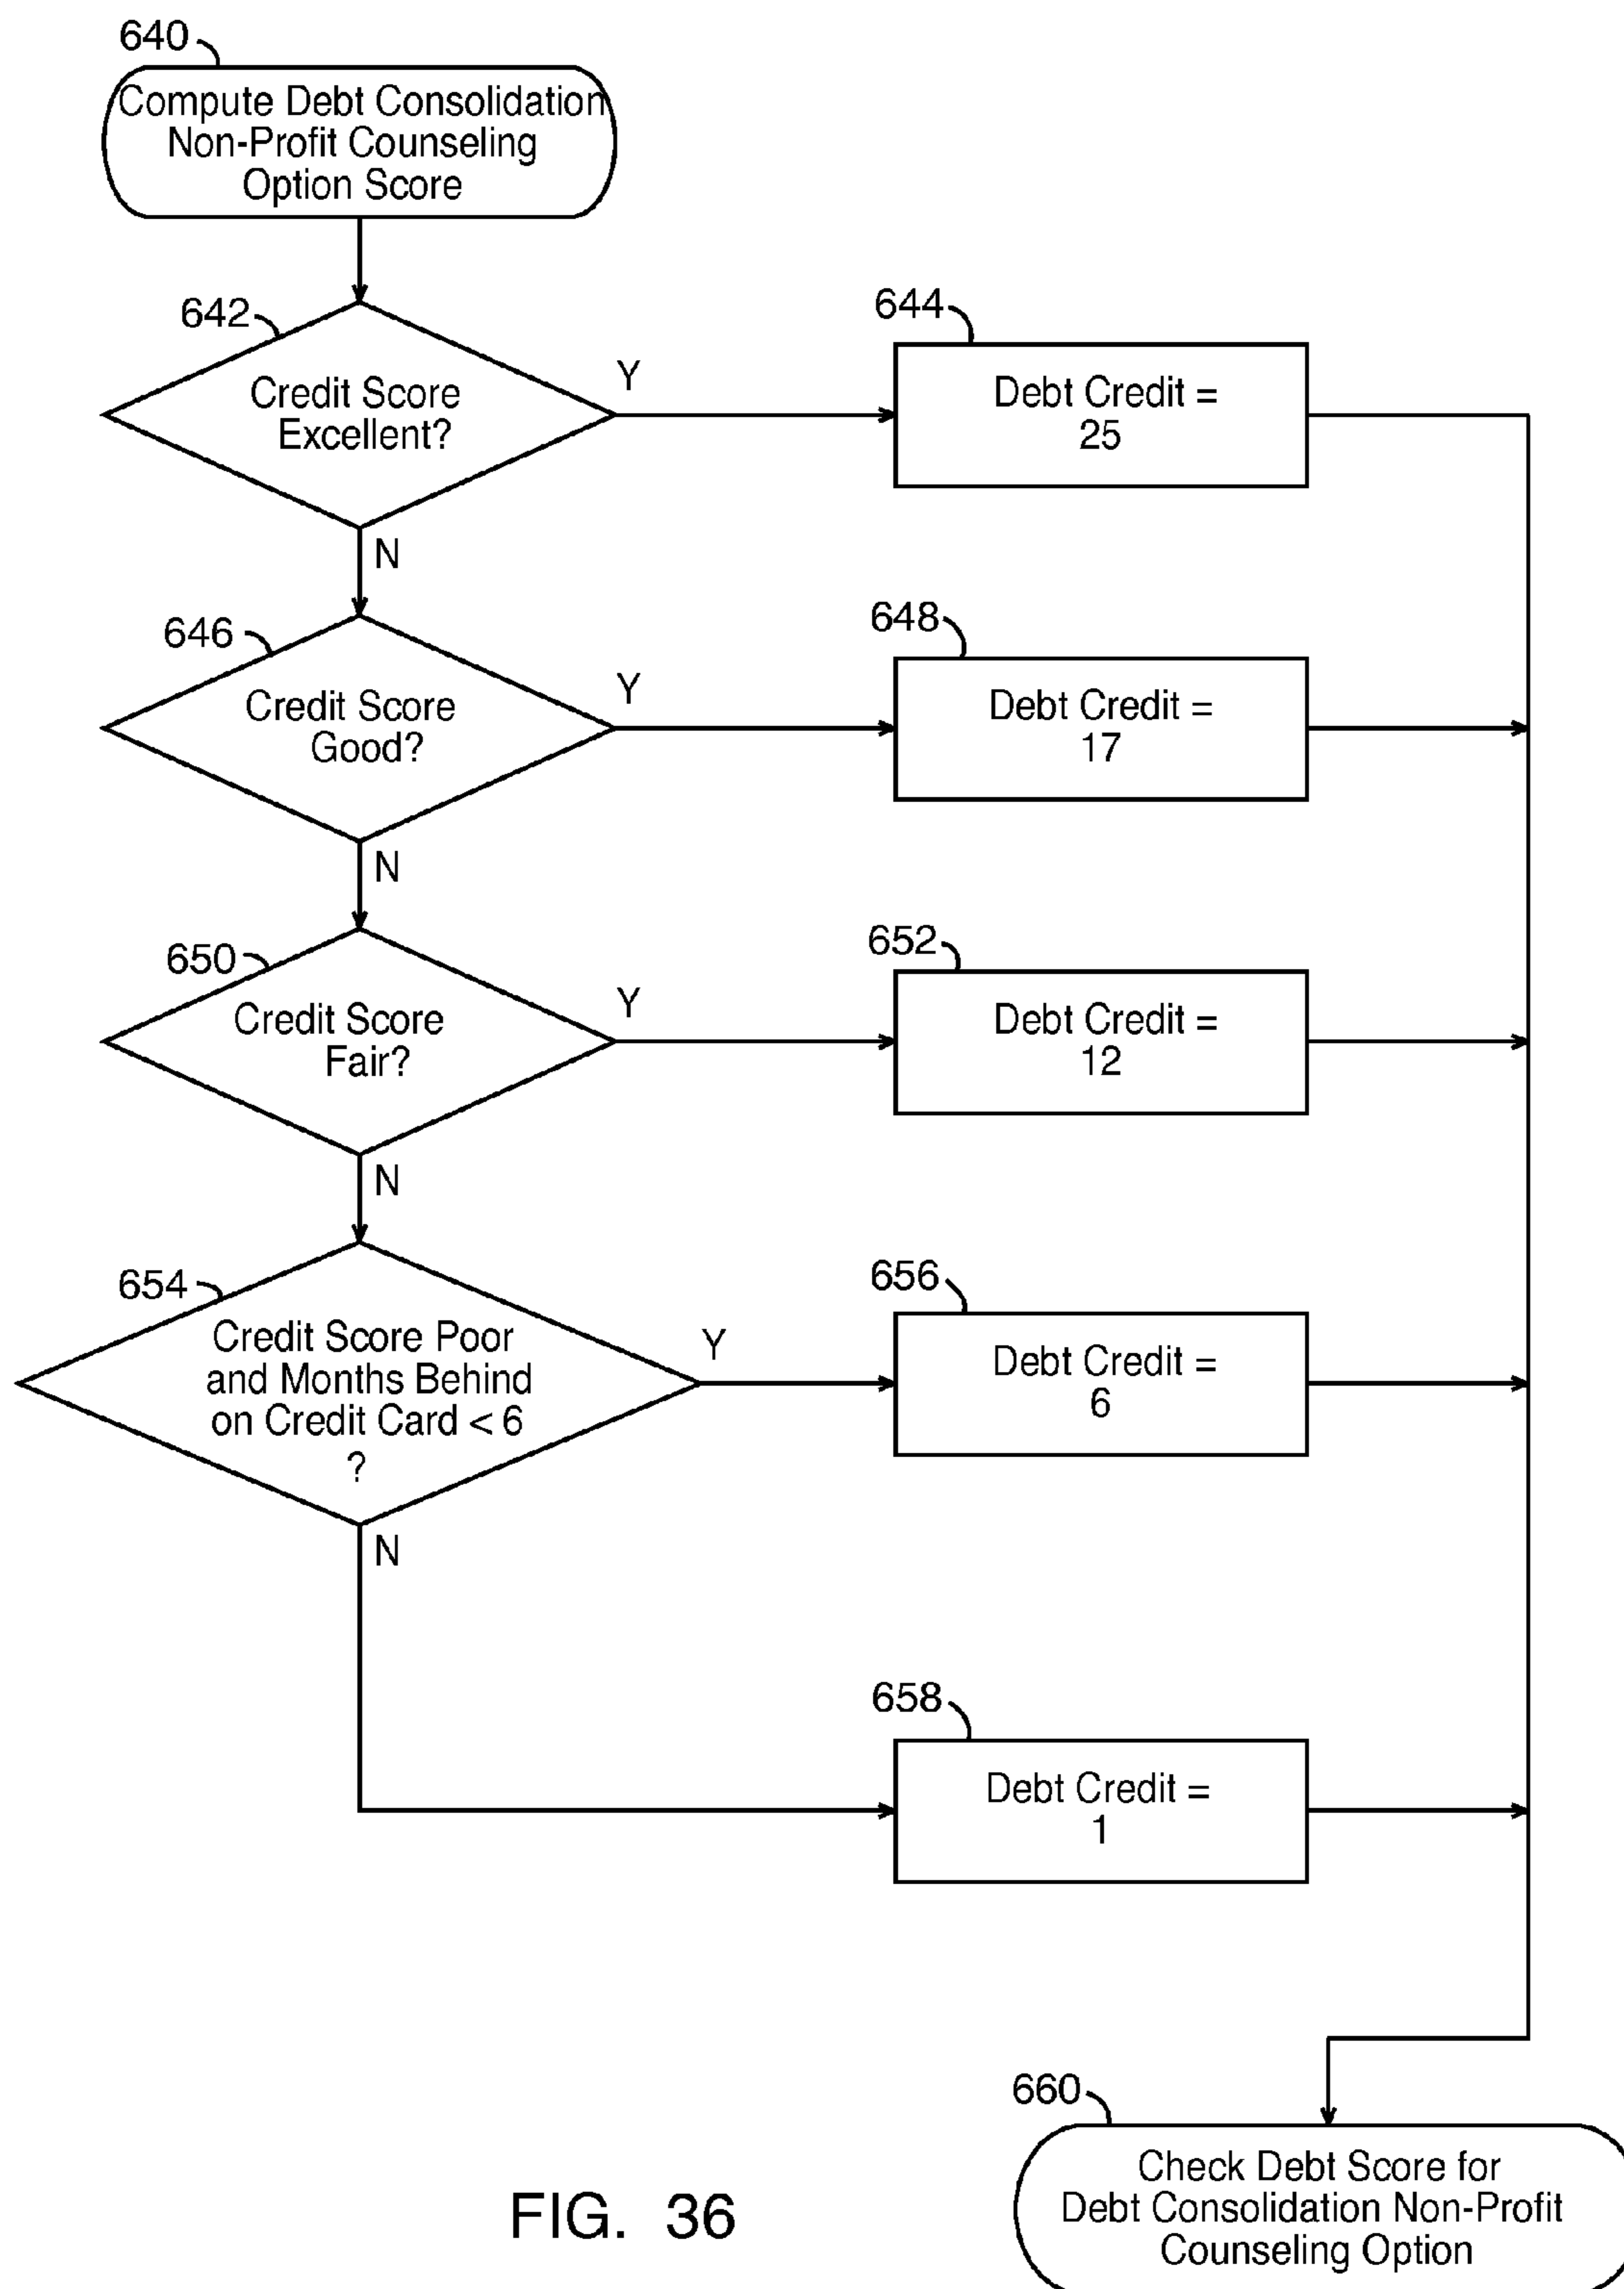 640
Compute Debt Consolidation
Non-Profit Counseling
Option Score
642
Credit Score
Excellent?
Y
644
Debt Credit =
25
N
646
Credit Score
Good?
Y
648
Debt Credit =
17
N
650
Credit Score
Fair?
Y
652
Debt Credit =
12
N
654
Credit Score Poor
and Months Behind
on Credit Card < 6
?
Y
656
Debt Credit =
6
N
658
Debt Credit =
1
660
Check Debt Score for
Debt Consolidation Non-Profit
Counseling Option
FIG. 36